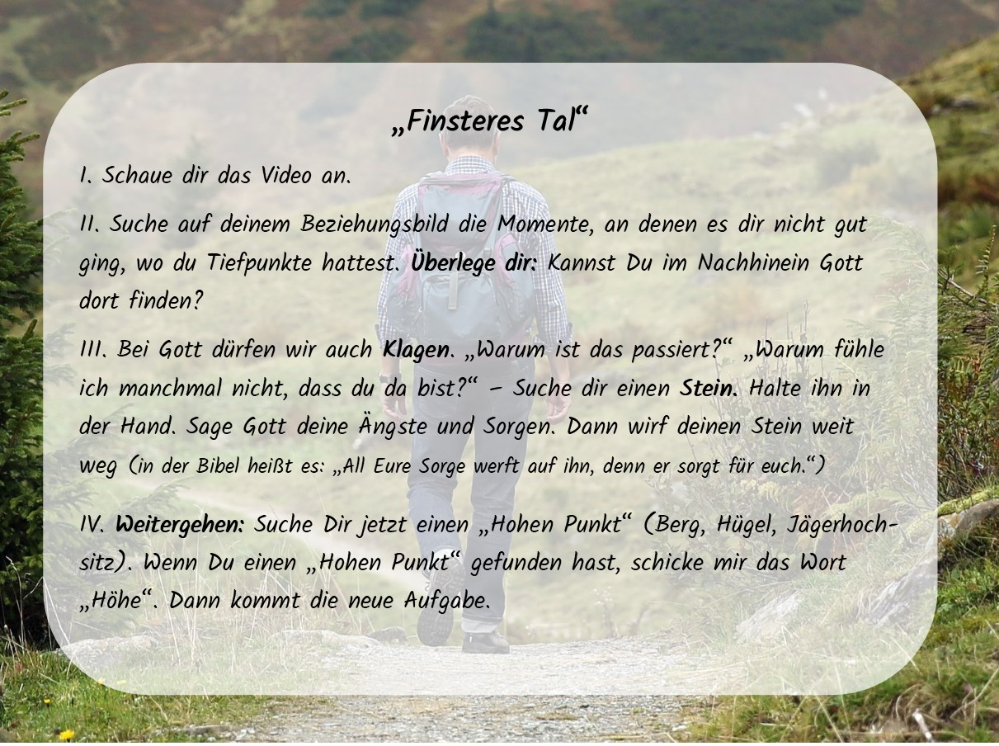 „Finsteres Tal“
I. Schaue dir das Video an.
II. Suche auf deinem Beziehungsbild die Momente, an denen es dir nicht gut
ging, wo du Tiefpunkte hattest. Überlege dir: Kannst Du im Nachhinein Gott
dort finden?
III. Bei Gott dürfen wir auch Klagen. „Warum ist das passiert?“ „Warum fühle
ich manchmal nicht, dass du da bist?“ – Suche dir einen Stein. Halte ihn in
der Hand. Sage Gott deine Ängste und Sorgen. Dann wirf deinen Stein weit
weg (in der Bibel heißt es: „All Eure Sorge werft auf ihn, denn er sorgt für euch.“)
IV. Weitergehen: Suche Dir jetzt einen „Hohen Punkt“ (Berg, Hügel, Jägerhoch-
sitz). Wenn Du einen „Hohen Punkt“ gefunden hast, schicke mir das Wort
„Höhe“. Dann kommt die neue Aufgabe.